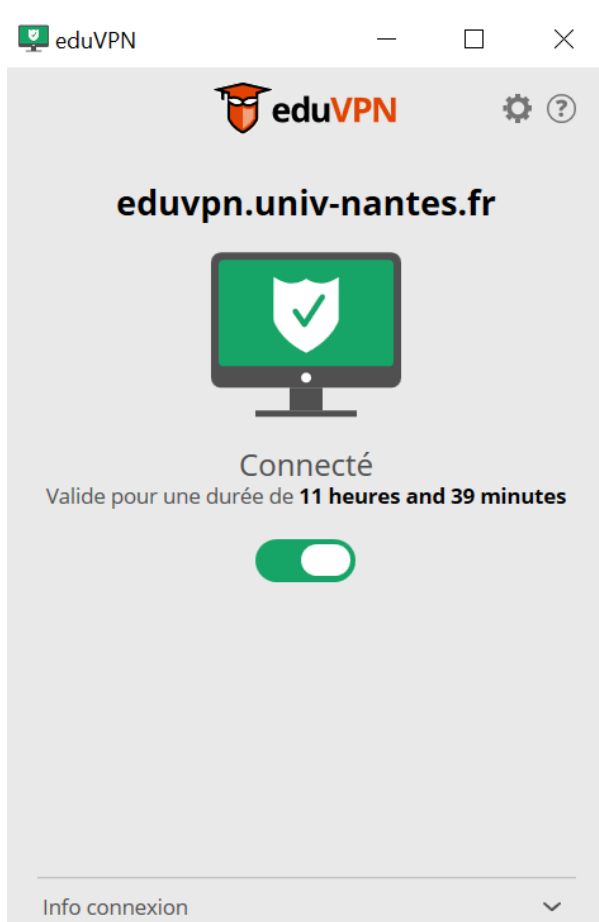 eduVPN
eduVPN
eduvpn.univ-nantes.fr
Connecté
Valide pour une durée de 11 heures and 39 minutes
Info connexion